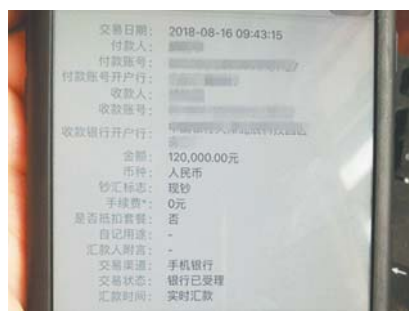 交易日期： 2018-08-16 09:43:15
付款人：
付款账号：
付款账号开户行：
收款人：
收款账号：
收款银行开户行：
金额： 120,000.00元
币种： 人民币
钞汇标志： 现钞
手续费*： 0元
是否抵扣套餐： 否
自记用途： -
汇款人附言： -
交易渠道： 手机银行
交易状态： 银行已受理
汇款时间： 实时汇款